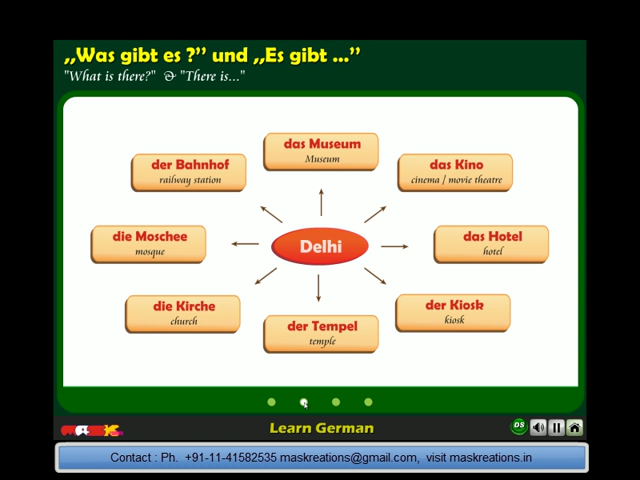 „Was gibt es ?” und „Es gibt ...”
"What is there?" & "There is..."
das Museum
Museum
der Bahnhof
railway station
das Kino
cinema / movie theatre
die Moschee
mosque
Delhi
das Hotel
hotel
die Kirche
church
der Tempel
temple
der Kiosk
kiosk
Learn German
DS
Contact : Ph. +91-11-41582535 maskreations@gmail.com, visit maskreations.in